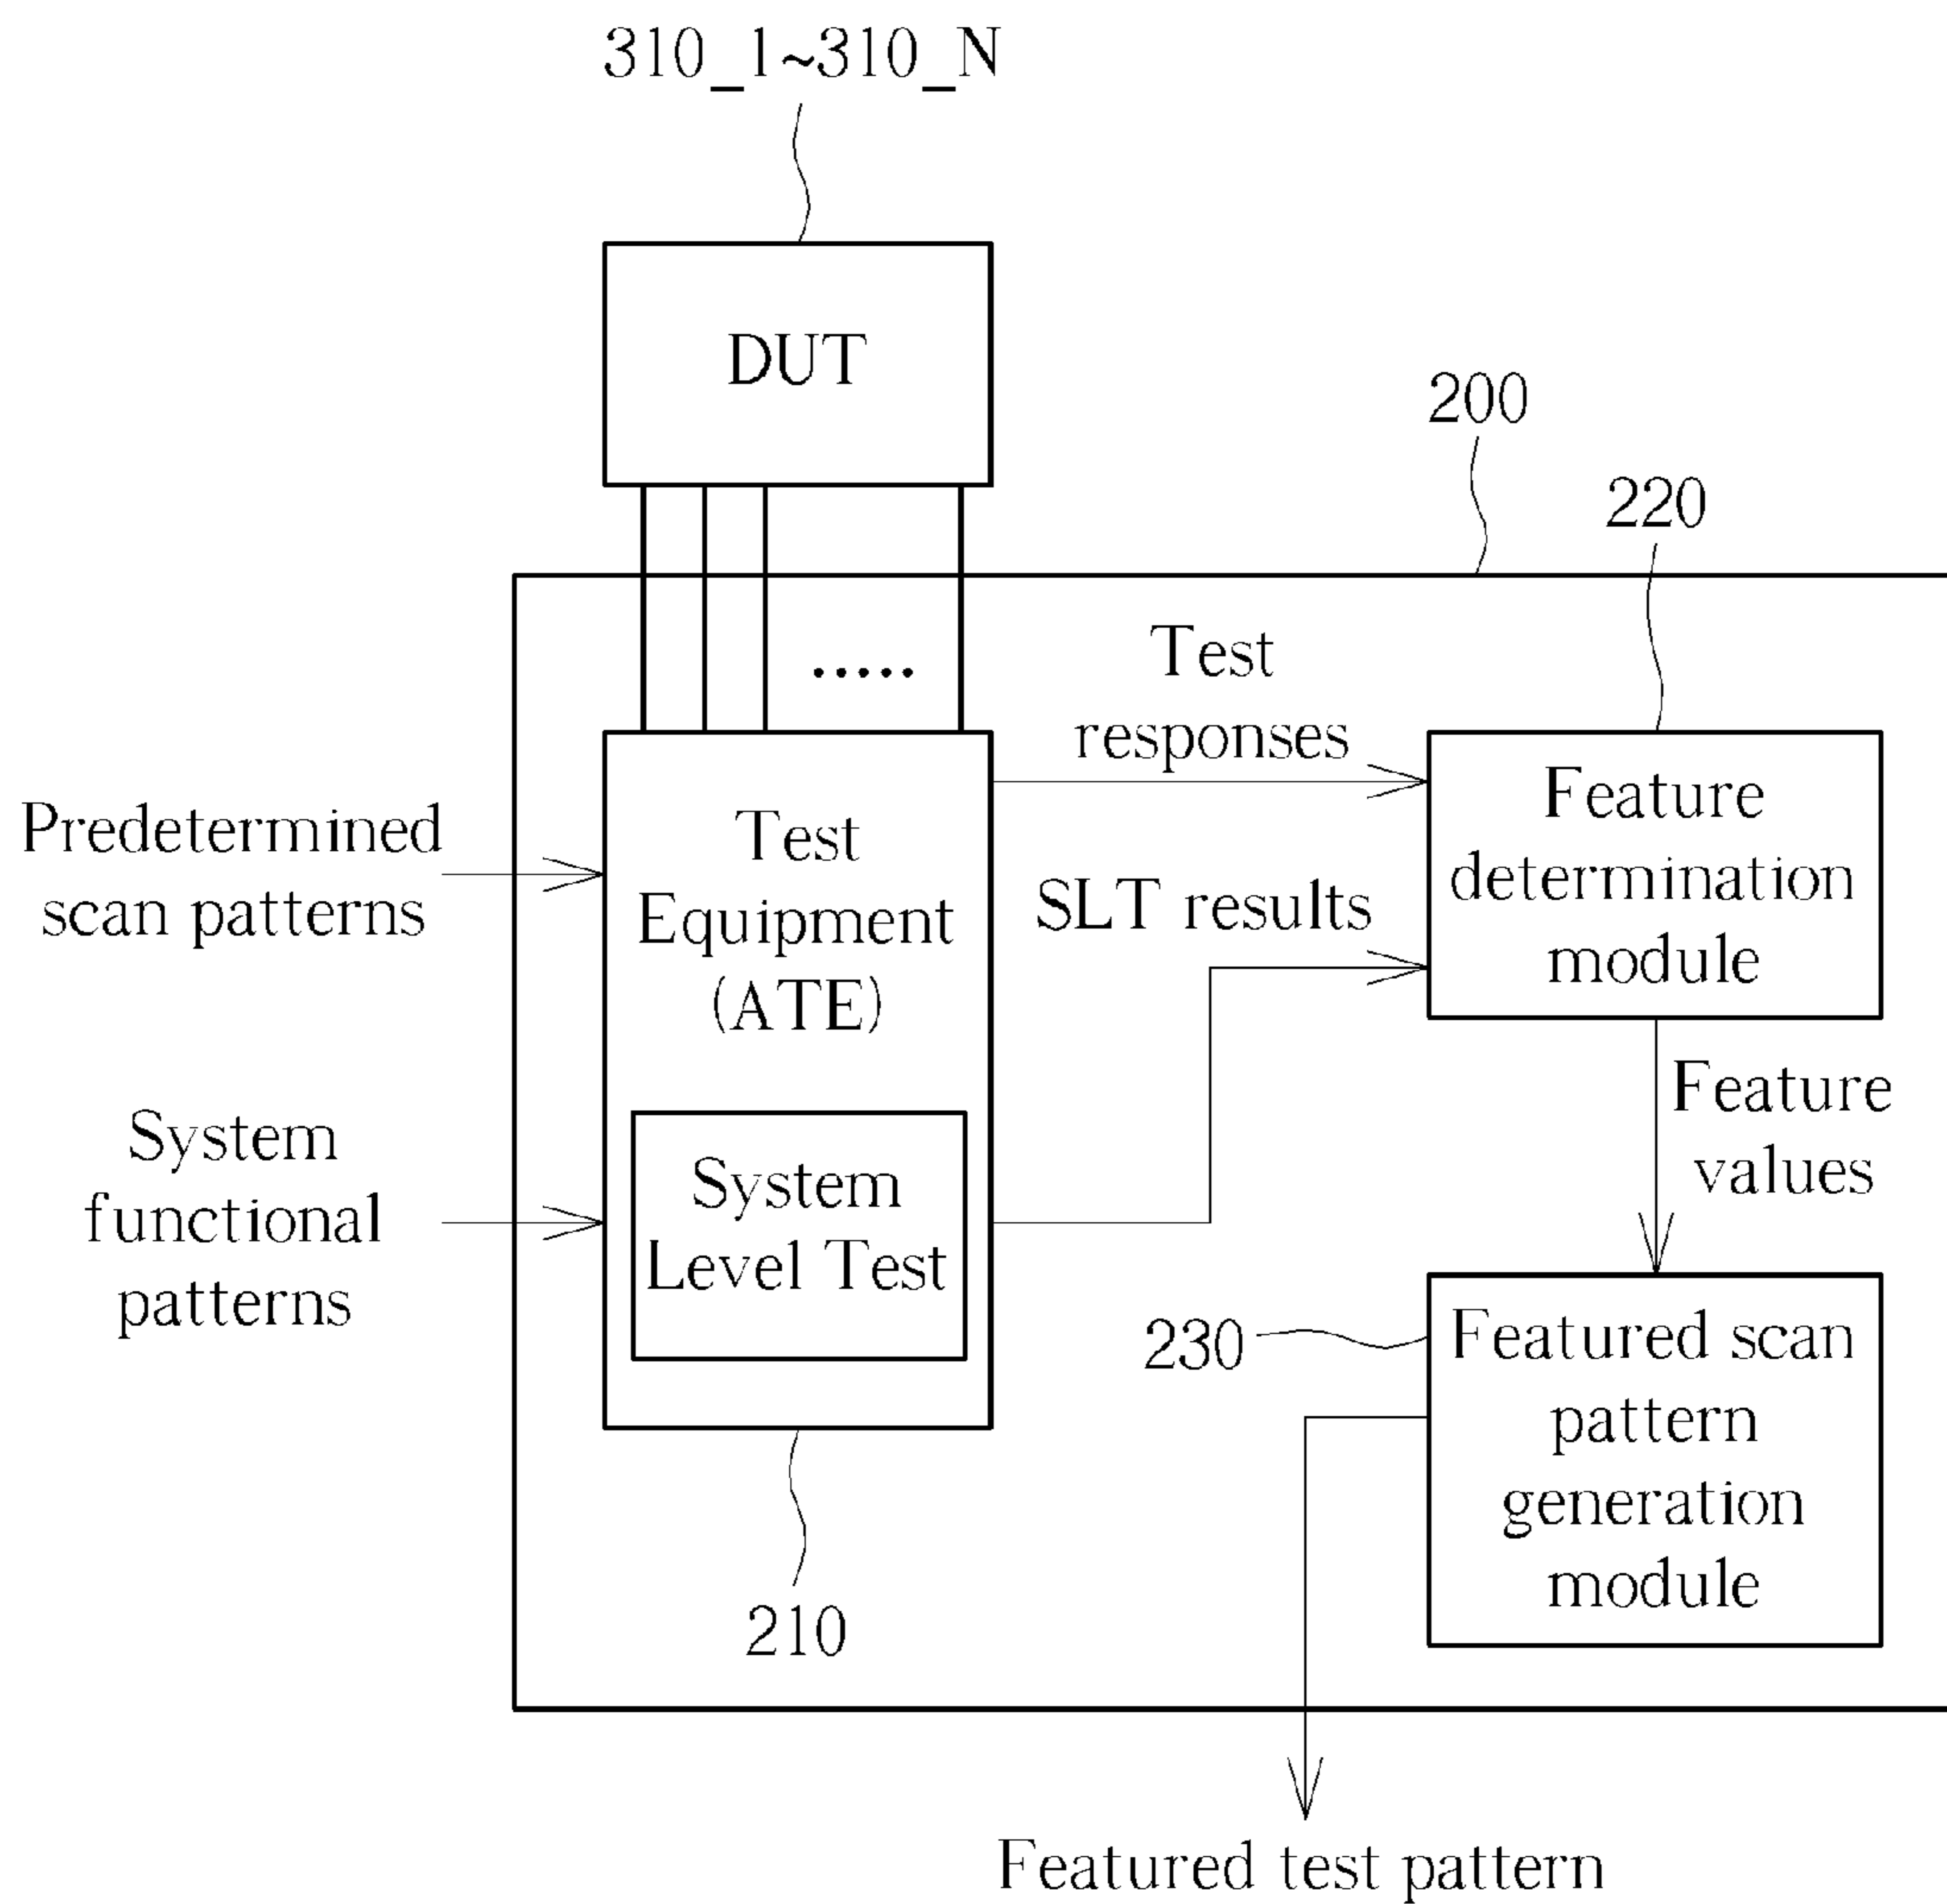 310_1~310_N
DUT
200
220
.....
Test
responses
Predetermined
scan patterns
Test
Equipment
(ATE)
SLT results
Feature
determination
module
System
functional
patterns
System
Level Test
Feature
values
230
Featured scan
pattern
generation
module
210
Featured test pattern